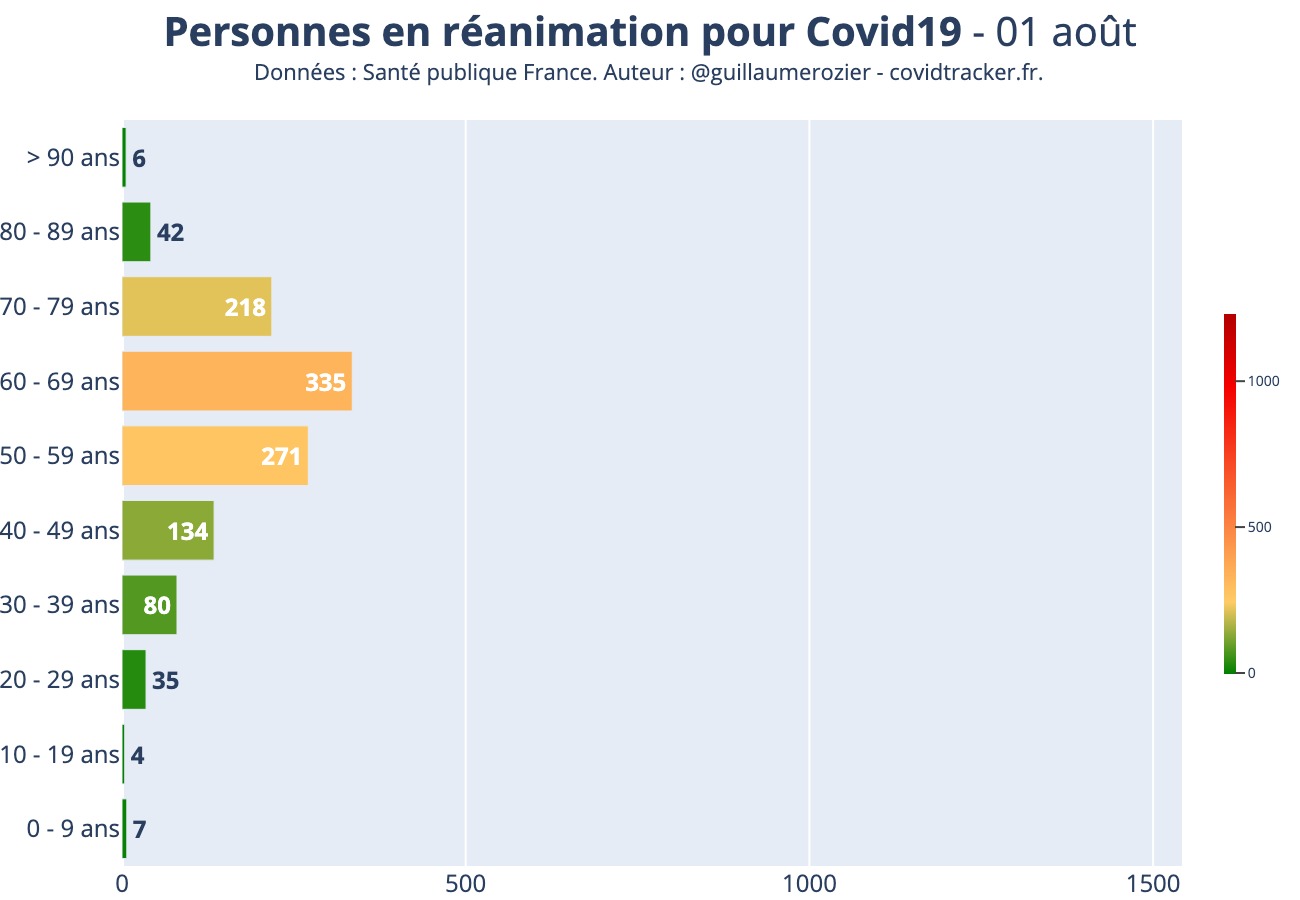 Personnes en réanimation pour Covid19 - 01 août
Données : Santé publique France. Auteur : @guillaumerozier - covidtracker.fr.
> 90 ans 6
80 - 89 ans 42
70 - 79 ans 218
60 - 69 ans 335
50 - 59 ans 271
40 - 49 ans 134
30 - 39 ans 80
20 - 29 ans 35
10 - 19 ans 4
0 - 9 ans 7
0 500 1000 1500
1000
500
0